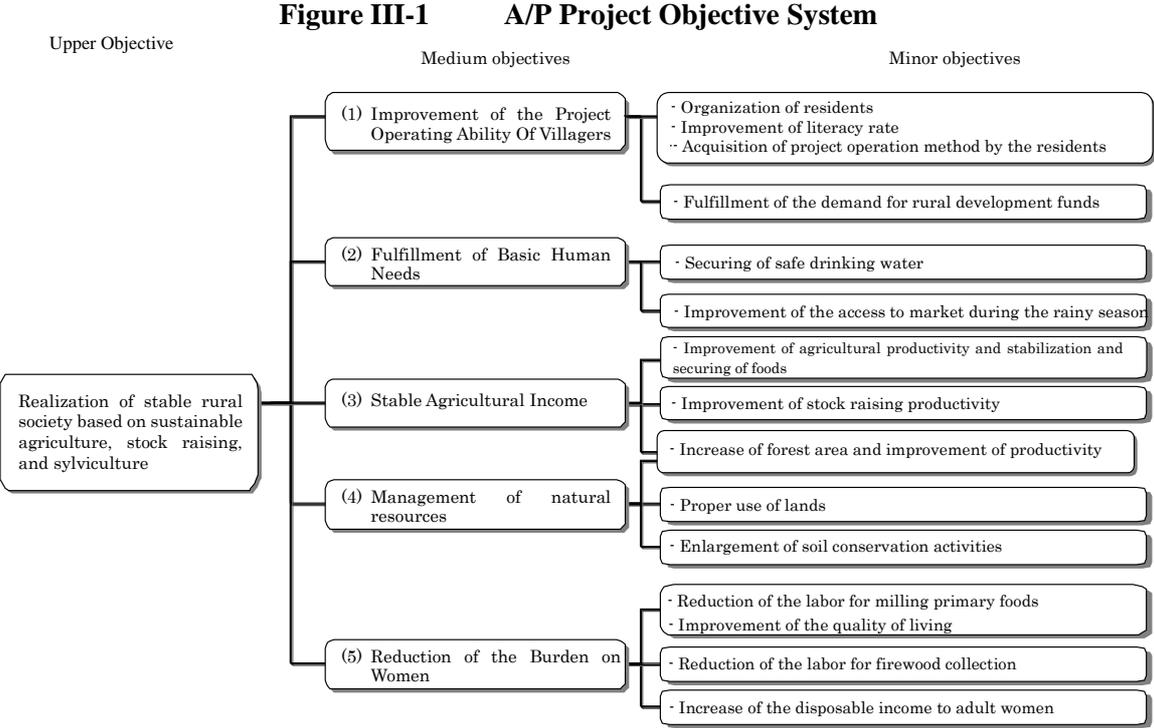 Figure III-1 A/P Project Objective System
Upper Objective
Medium objectives
Minor objectives
Realization of stable rural
society based on sustainable
agriculture, stock raising,
and sylviculture
(1) Improvement of the Project
Operating Ability Of Villagers
- Organization of residents
- Improvement of literacy rate
- Acquisition of project operation method by the residents
- Fulfillment of the demand for rural development funds
(2) Fulfillment of Basic Human
Needs
- Securing of safe drinking water
- Improvement of the access to market during the rainy season
(3) Stable Agricultural Income
- Improvement of agricultural productivity and stabilization and
securing of foods
- Improvement of stock raising productivity
- Increase of forest area and improvement of productivity
(4) Management of natural
resources
- Proper use of lands
- Enlargement of soil conservation activities
(5) Reduction of the Burden on
Women
- Reduction of the labor for milling primary foods
- Improvement of the quality of living
- Reduction of the labor for firewood collection
- Increase of the disposable income to adult women